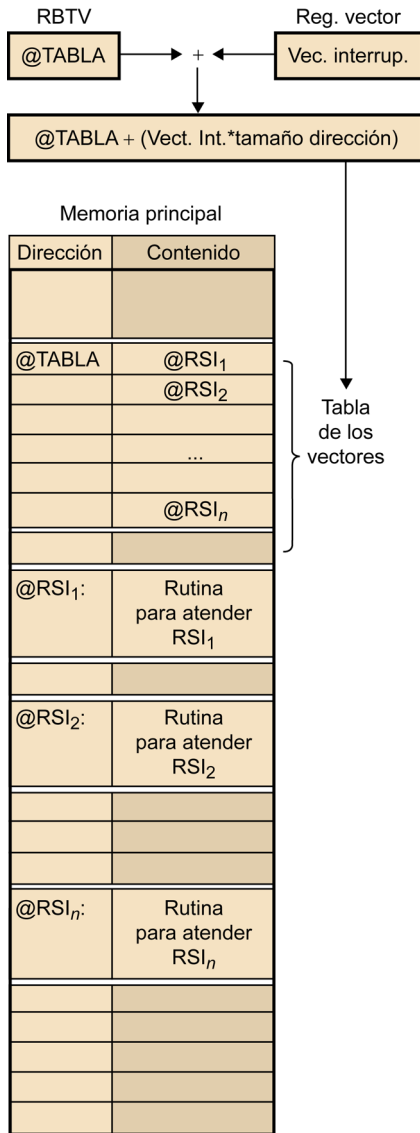 RBTV
Reg. vector
@TABLA
+
Vec. interrup.
@TABLA + (Vect. Int.*tamaño dirección)
Memoria principal
Dirección
Contenido
@TABLA
@RSI1
@RSI2
...
@RSIn
Tabla
de los
vectores
@RSI1:
Rutina
para atender
RSI1
@RSI2:
Rutina
para atender
RSI2
@RSIn:
Rutina
para atender
RSIn